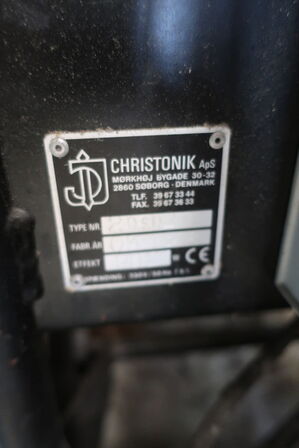 CHRISTONIK ApS
MØRKHØJ BYGADE 30-32
2860 SØBORG - DENMARK
TLF. 39 67 33 44
FAX. 39 67 36 33
TYPE NR.
FABR ÅR
EFFEKT CE